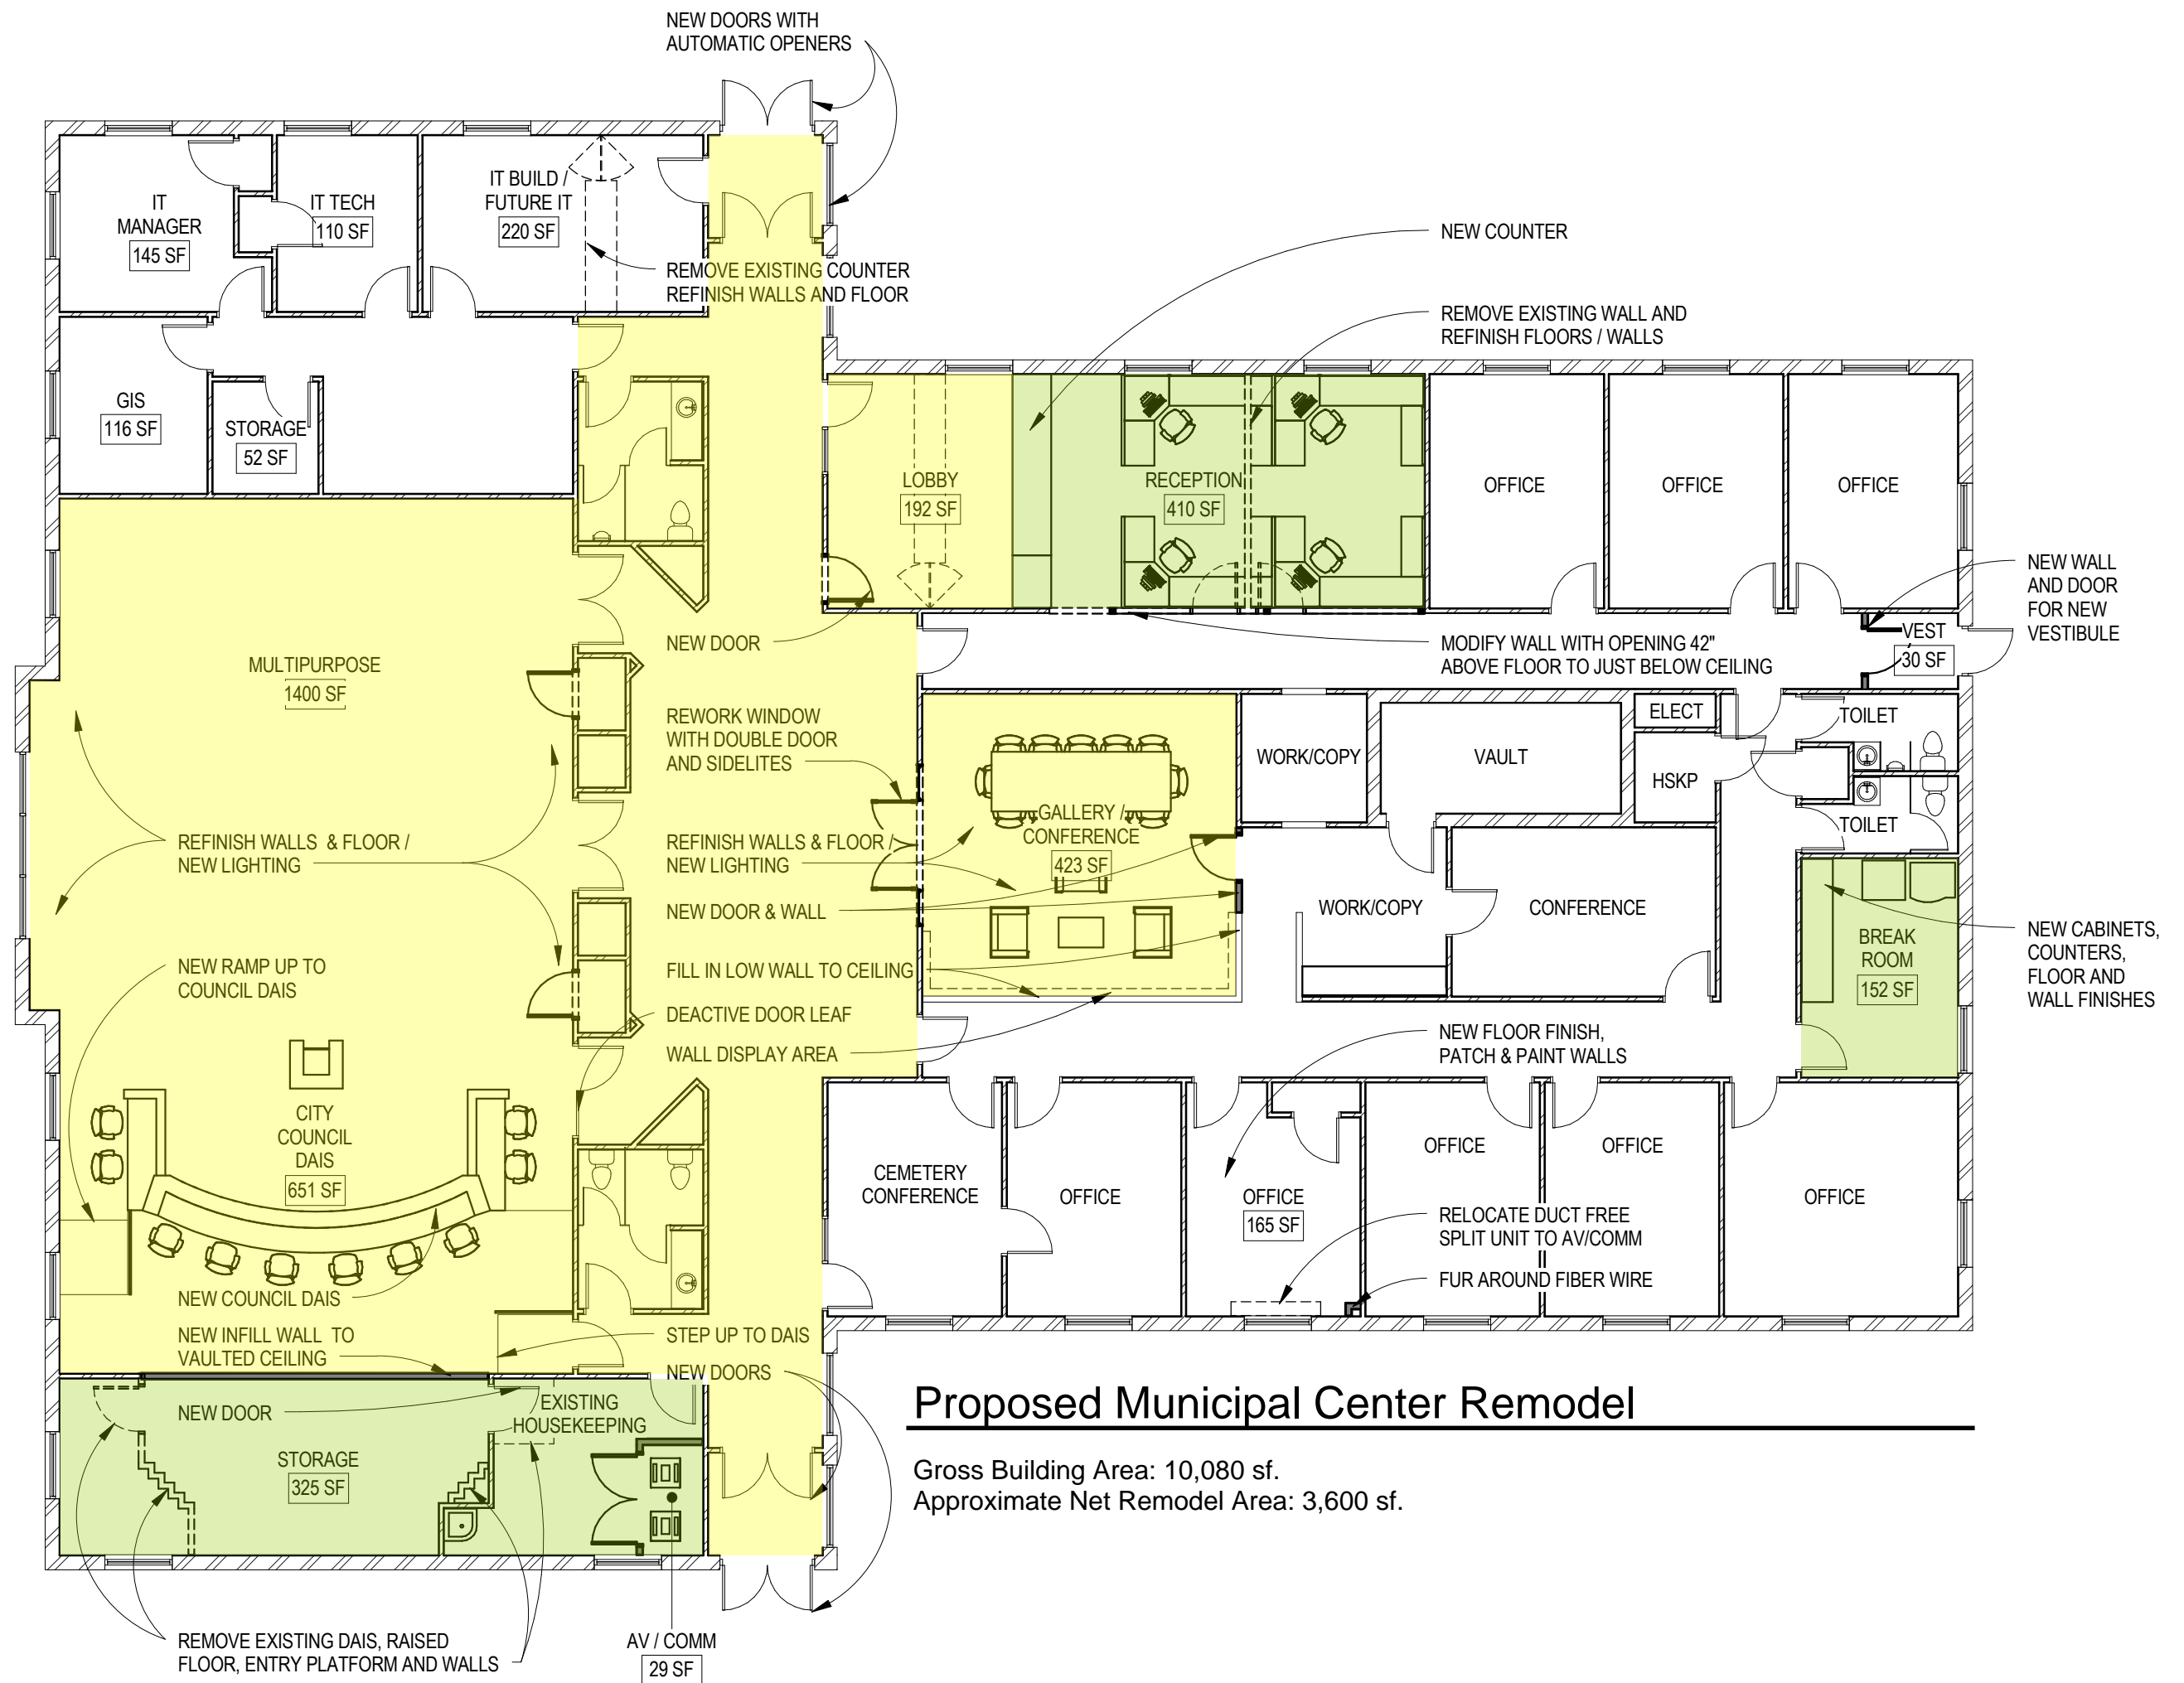 NEW DOORS WITH
AUTOMATIC OPENERS
IT
MANAGER
145 SF
IT TECH
110 SF
IT BUILD /
FUTURE IT
220 SF
REMOVE EXISTING COUNTER
REFINISH WALLS AND FLOOR
NEW COUNTER
REMOVE EXISTING WALL AND
REFINISH FLOORS / WALLS
GIS
116 SF
STORAGE
52 SF
LOBBY
192 SF
RECEPTION
410 SF
OFFICE
OFFICE
OFFICE
NEW WALL
AND DOOR
FOR NEW
VESTIBULE
NEW DOOR
MODIFY WALL WITH OPENING 42"
ABOVE FLOOR TO JUST BELOW CEILING
VEST
30 SF
MULTIPURPOSE
1400 SF
REWORK WINDOW
WITH DOUBLE DOOR
AND SIDELITES
WORK/COPY
VAULT
ELECT
HSKP
TOILET
TOILET
REFINISH WALLS & FLOOR /
NEW LIGHTING
REFINISH WALLS & FLOOR /
NEW LIGHTING
GALLERY /
CONFERENCE
423 SF
NEW DOOR & WALL
WORK/COPY
CONFERENCE
BREAK
ROOM
152 SF
NEW CABINETS,
COUNTERS,
FLOOR AND
WALL FINISHES
NEW RAMP UP TO
COUNCIL DAIS
FILL IN LOW WALL TO CEILING
DEACTIVE DOOR LEAF
WALL DISPLAY AREA
NEW FLOOR FINISH,
PATCH & PAINT WALLS
CITY
COUNCIL
DAIS
651 SF
CEMETERY
CONFERENCE
OFFICE
OFFICE
165 SF
OFFICE
OFFICE
OFFICE
RELOCATE DUCT FREE
SPLIT UNIT TO AV/COMM
FUR AROUND FIBER WIRE
NEW COUNCIL DAIS
NEW INFILL WALL TO
VAULTED CEILING
STEP UP TO DAIS
NEW DOORS
NEW DOOR
EXISTING
HOUSEKEEPING
STORAGE
325 SF
Proposed Municipal Center Remodel
Gross Building Area: 10,080 sf.
Approximate Net Remodel Area: 3,600 sf.
REMOVE EXISTING DAIS, RAISED
FLOOR, ENTRY PLATFORM AND WALLS
AV / COMM
29 SF